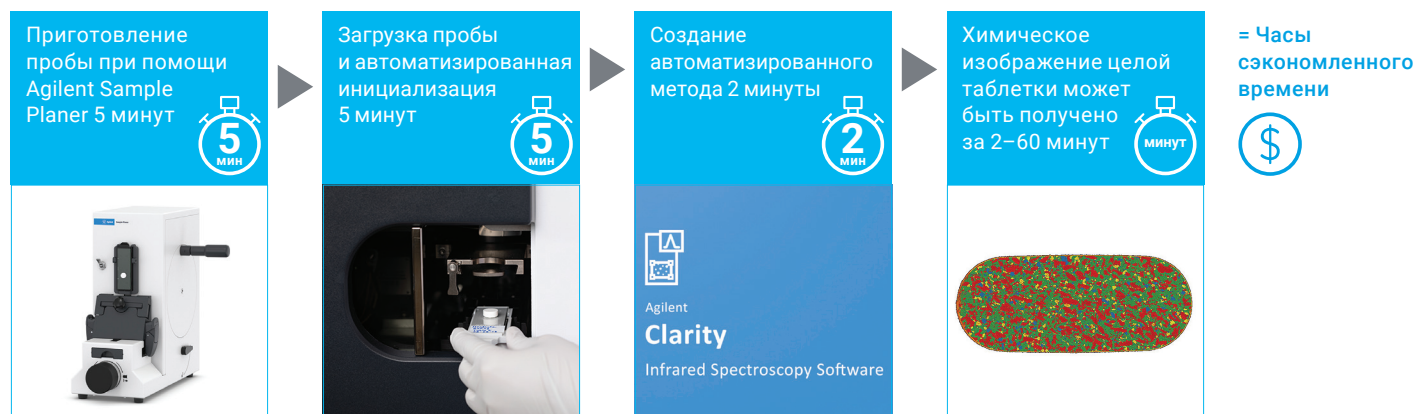 Приготовление
пробы при помощи
Agilent Sample
Planer 5 минут
5
мин
Загрузка пробы
и автоматизированная
инициализация
5 минут
5
мин
Создание
автоматизированного
метода 2 минуты
2
мин
Химическое
изображение целой
таблетки может
быть получено
за 2–60 минут
минут
= Часы
сэкономленного
времени
$
Agilent
Clarity
Infrared Spectroscopy Software